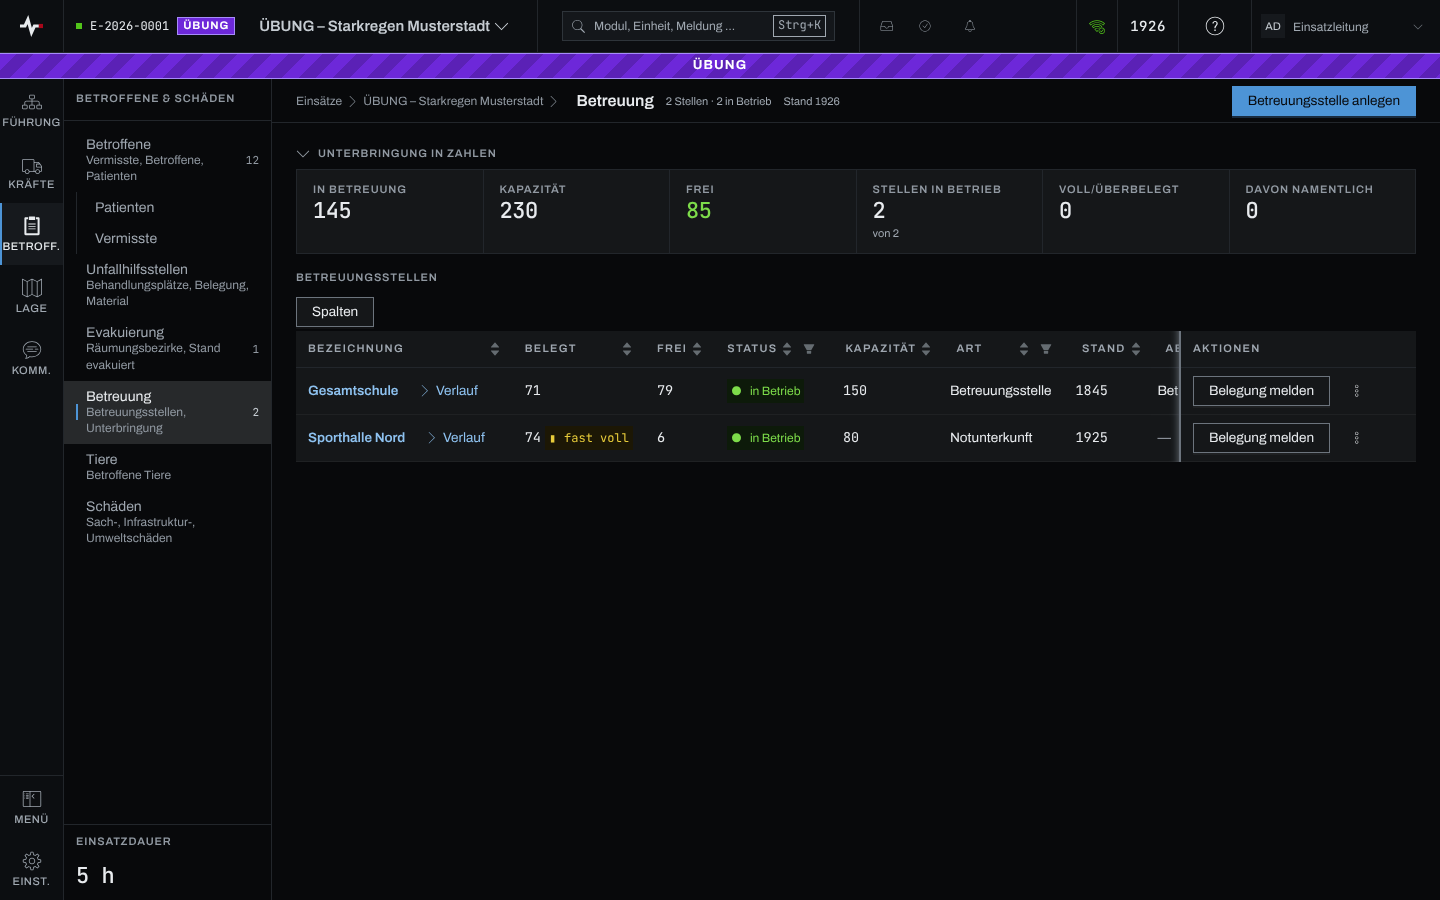 E-2026-0001 ÜBUNG ÜBUNG – Starkregen Musterstadt Modul, Einheit, Meldung ... Strg+K 1926 ? AD Einsatzleitung
ÜBUNG
FÜHRUNG
KRÄFTE
BETROFF.
LAGE
KOMM.
MENÜ
EINST.
BETROFFENE & SCHÄDEN
Betroffene
Vermisste, Betroffene, 12
Patienten
Patienten
Vermisste
Unfallhilfsstellen
Behandlungsplätze, Belegung,
Material
Evakuierung
Räumungsbezirke, Stand 1
evakuiert
Betreuung
Betreuungsstellen, 2
Unterbringung
Tiere
Betroffene Tiere
Schäden
Sach-, Infrastruktur-,
Umweltschäden
EINSATZDAUER
5 h
Einsätze ÜBUNG – Starkregen Musterstadt Betreuung 2 Stellen · 2 in Betrieb Stand 1926 Betreuungsstelle anlegen
UNTERBRINGUNG IN ZAHLEN
IN BETREUUNG KAPAZITÄT FREI STELLEN IN BETRIEB VOLL/ÜBERBELEGT DAVON NAMENTLICH
145 230 85 2 0 0
von 2
BETREUUNGSSTELLEN
Spalten
BEZEICHNUNG BELEGT FREI STATUS KAPAZITÄT ART STAND AB AKTIONEN
Gesamtschule Verlauf 71 79 in Betrieb 150 Betreuungsstelle 1845 Bet Belegung melden
Sporthalle Nord Verlauf 74 fast voll 6 in Betrieb 80 Notunterkunft 1925 — Belegung melden